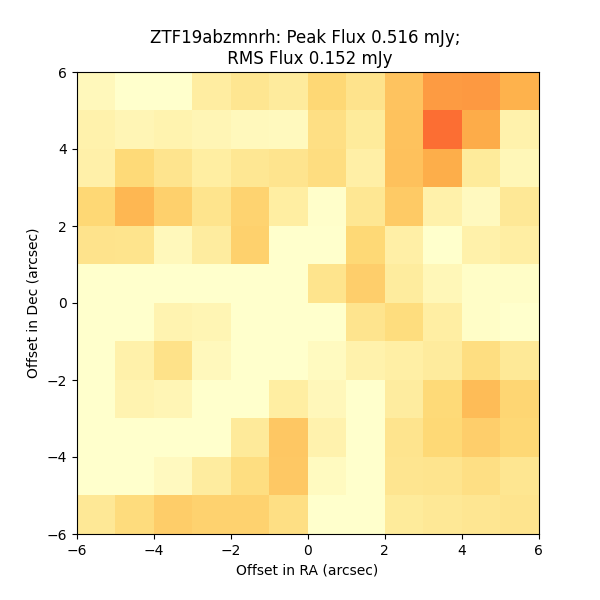 ZTF19abzmnrh: Peak Flux 0.516 mJy;
RMS Flux 0.152 mJy
6
4
2
0
−2
−4
−6
Offset in Dec (arcsec)
−6 −4 −2 0 2 4 6
Offset in RA (arcsec)